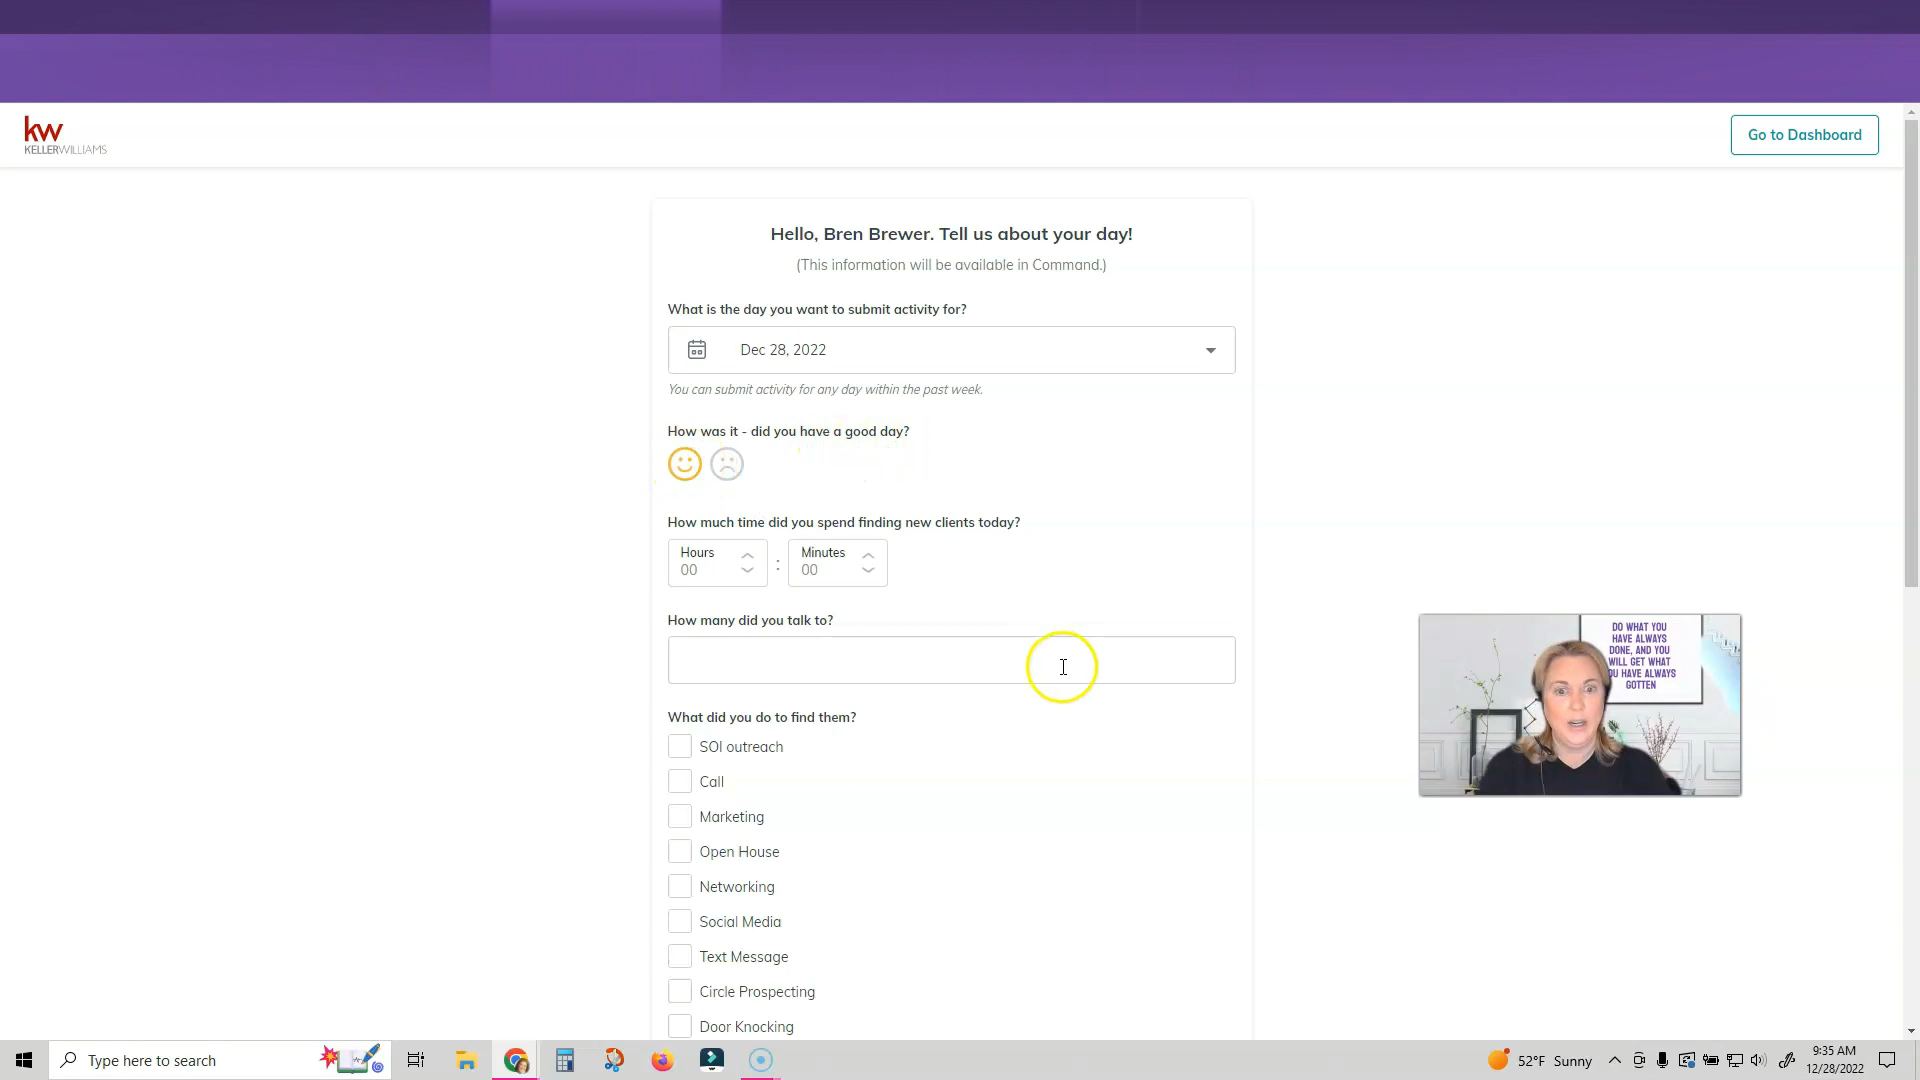 kw
KELLERWILLIAMS
Go to Dashboard
Hello, Bren Brewer. Tell us about your day!
(This information will be available in Command.)
What is the day you want to submit activity for?
Dec 28, 2022
You can submit activity for any day within the past week.
How was it - did you have a good day?
How much time did you spend finding new clients today?
Hours
00
:
Minutes
00
How many did you talk to?
What did you do to find them?
SOI outreach
Call
Marketing
Open House
Networking
Social Media
Text Message
Circle Prospecting
Door Knocking
DO WHAT YOU
HAVE ALWAYS
DONE, AND YOU
WILL GET WHAT
HAVE ALWAYS
GOTTEN
Type here to search
52°F Sunny
9:35 AM
12/28/2022